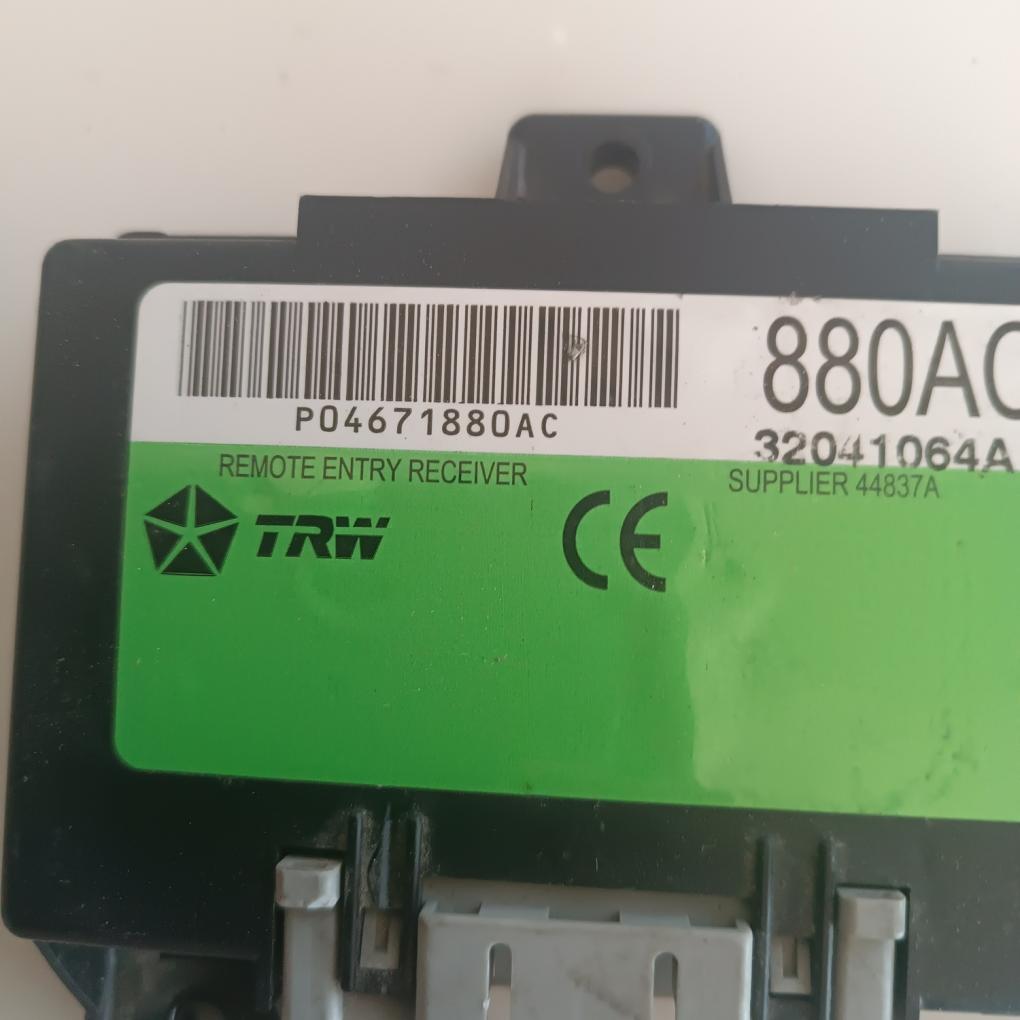 880AC
P04671880AC
32041064A
REMOTE ENTRY RECEIVER
SUPPLIER 44837A
TRW
CE